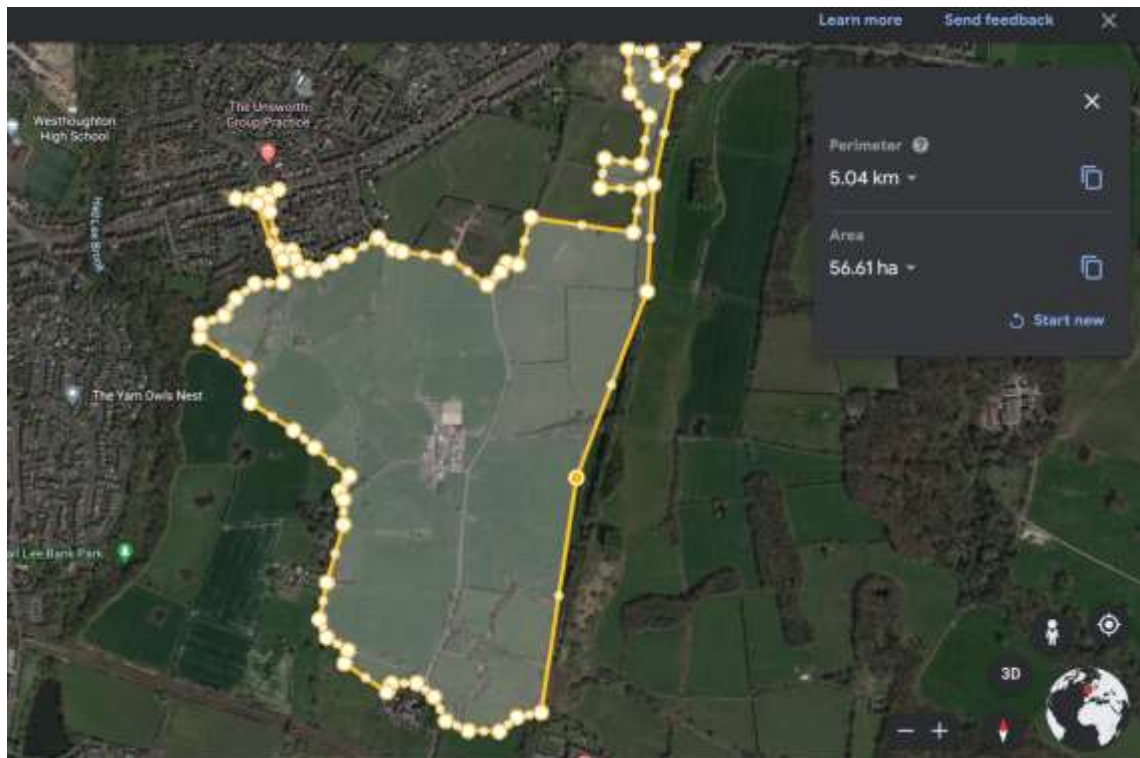 Learn more Send feedback
The Unsworth
Group Practice
Westhoughton
High School
Perimeter
5.04 km
Area
56.61 ha
Start new
The Yarn Owls Nest
Lee Bank Park
3D